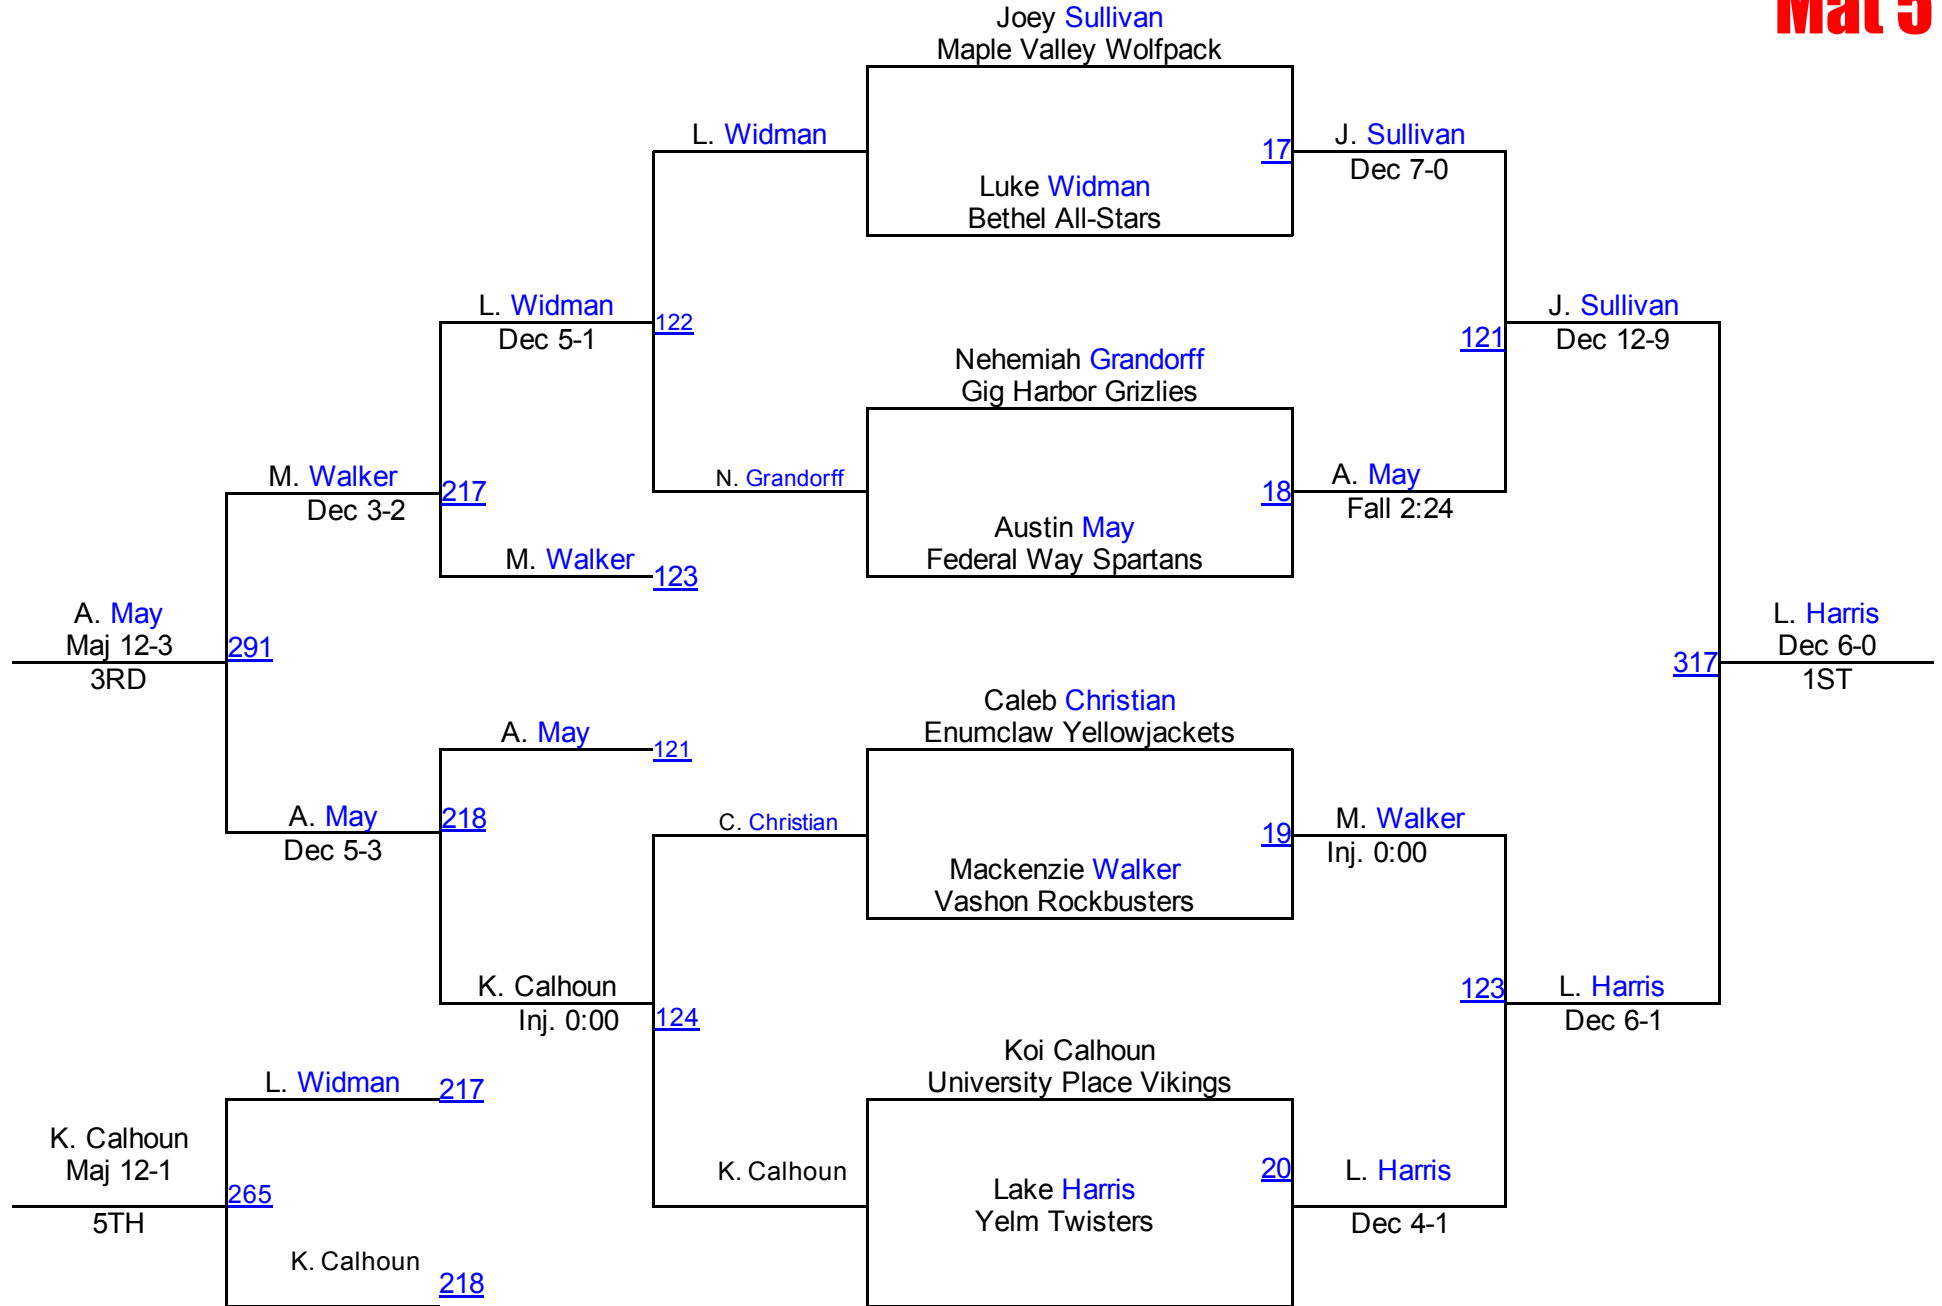 Mat 5
Joey Sullivan
Maple Valley Wolfpack
L. Widman
17
J. Sullivan
Dec 7-0
Luke Widman
Bethel All-Stars
L. Widman
Dec 5-1
122
J. Sullivan
Dec 12-9
121
Nehemiah Grandorff
Gig Harbor Grizlies
M. Walker
Dec 3-2
217
N. Grandorff
18
A. May
Fall 2:24
Austin May
Federal Way Spartans
M. Walker
123
A. May
Maj 12-3
3RD
291
L. Harris
Dec 6-0
1ST
317
Caleb Christian
Enumclaw Yellowjackets
A. May
121
A. May
Dec 5-3
218
C. Christian
19
M. Walker
Inj. 0:00
Mackenzie Walker
Vashon Rockbusters
K. Calhoun
Inj. 0:00
124
123
L. Harris
Dec 6-1
Koi Calhoun
University Place Vikings
L. Widman
217
K. Calhoun
Maj 12-1
5TH
265
K. Calhoun
20
L. Harris
Dec 4-1
Lake Harris
Yelm Twisters
K. Calhoun
218